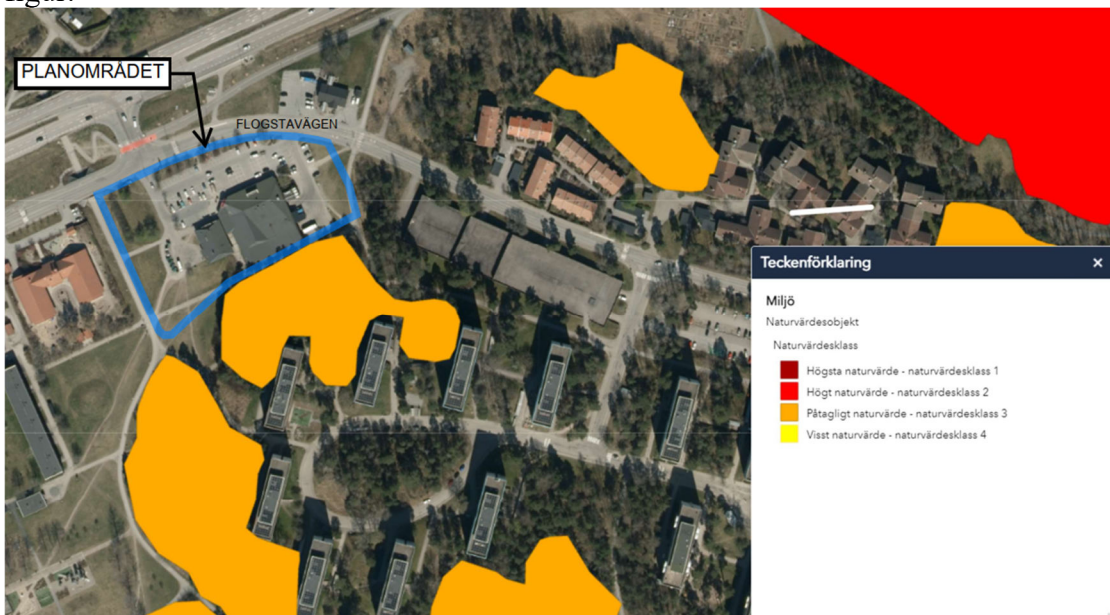 PLANOMRÅDET
FLOGSTAVÄGEN
Teckenförklaring
×
Miljö
Naturvärdesobjekt
Naturvärdesklass
Högsta naturvärde - naturvärdesklass 1
Högt naturvärde - naturvärdesklass 2
Påtagligt naturvärde - naturvärdesklass 3
Visst naturvärde - naturvärdesklass 4